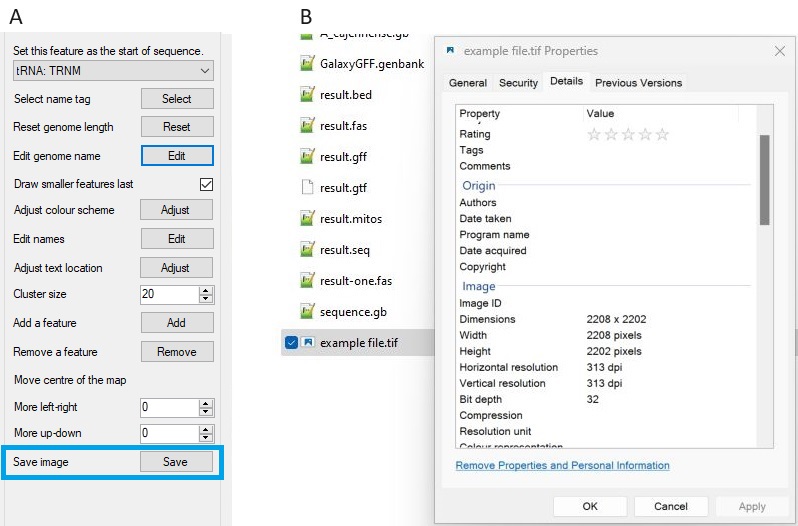 A
Set this feature as the start of sequence.
tRNA: TRNM
Select name tag Select
Reset genome length Reset
Edit genome name Edit
Draw smaller features last
Adjust colour scheme Adjust
Edit names Edit
Adjust text location Adjust
Cluster size 20
Add a feature Add
Remove a feature Remove
Move centre of the map
More left-right 0
More up-down 0
Save image Save
B
A_cajennense.gb
GalaxyGFF.genbank
result.bed
result.fas
result.gff
result.gtf
result.mitos
result.seq
result-one.fas
sequence.gb
example file.tif
example file.tif Properties
General Security Details Previous Versions
Property Value
Rating
Tags
Comments
Origin
Authors
Date taken
Program name
Date acquired
Copyright
Image
Image ID
Dimensions 2208 x 2202
Width 2208 pixels
Height 2202 pixels
Horizontal resolution 313 dpi
Vertical resolution 313 dpi
Bit depth 32
Compression
Resolution unit
Colour representation
Remove Properties and Personal Information
OK Cancel Apply